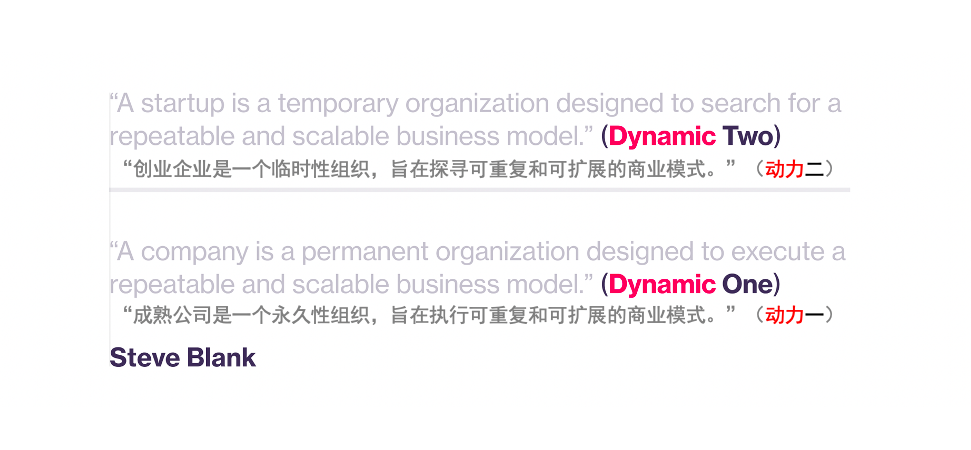 “A startup is a temporary organization designed to search for a
repeatable and scalable business model.” (Dynamic Two)
“创业企业是一个临时性组织，旨在探寻可重复和可扩展的商业模式。”（动力二）
“A company is a permanent organization designed to execute a
repeatable and scalable business model.” (Dynamic One)
“成熟公司是一个永久性组织，旨在执行可重复和可扩展的商业模式。”（动力一）
Steve Blank